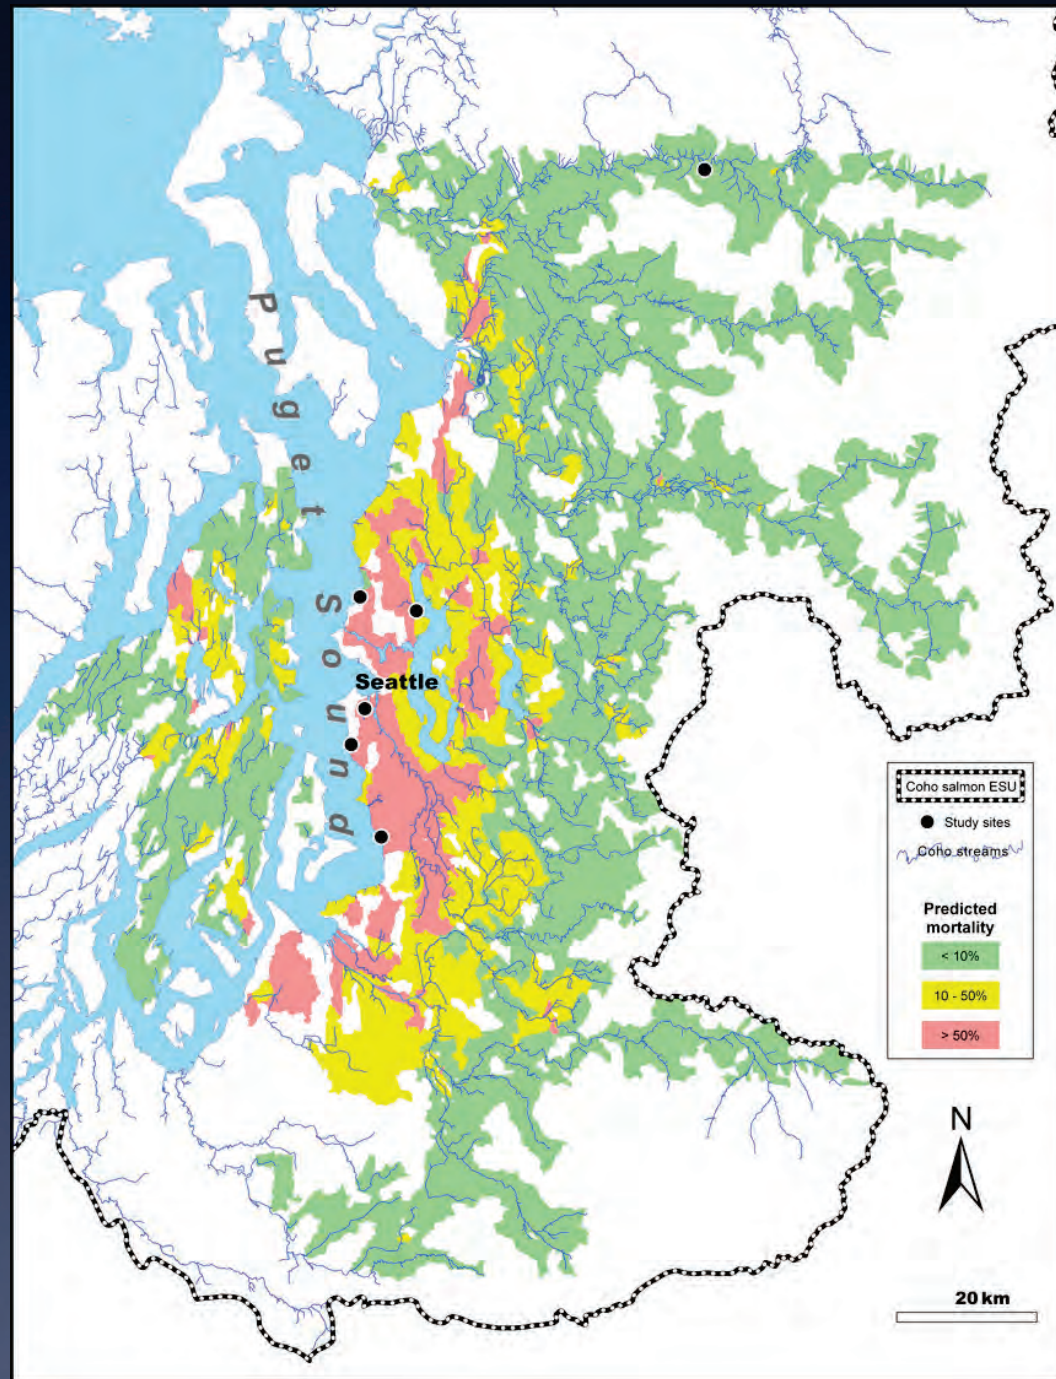 Puget
Sound
Seattle
Coho salmon ESU
Study sites
Coho streams
Predicted
mortality
< 10%
10 - 50%
> 50%
N
20 km